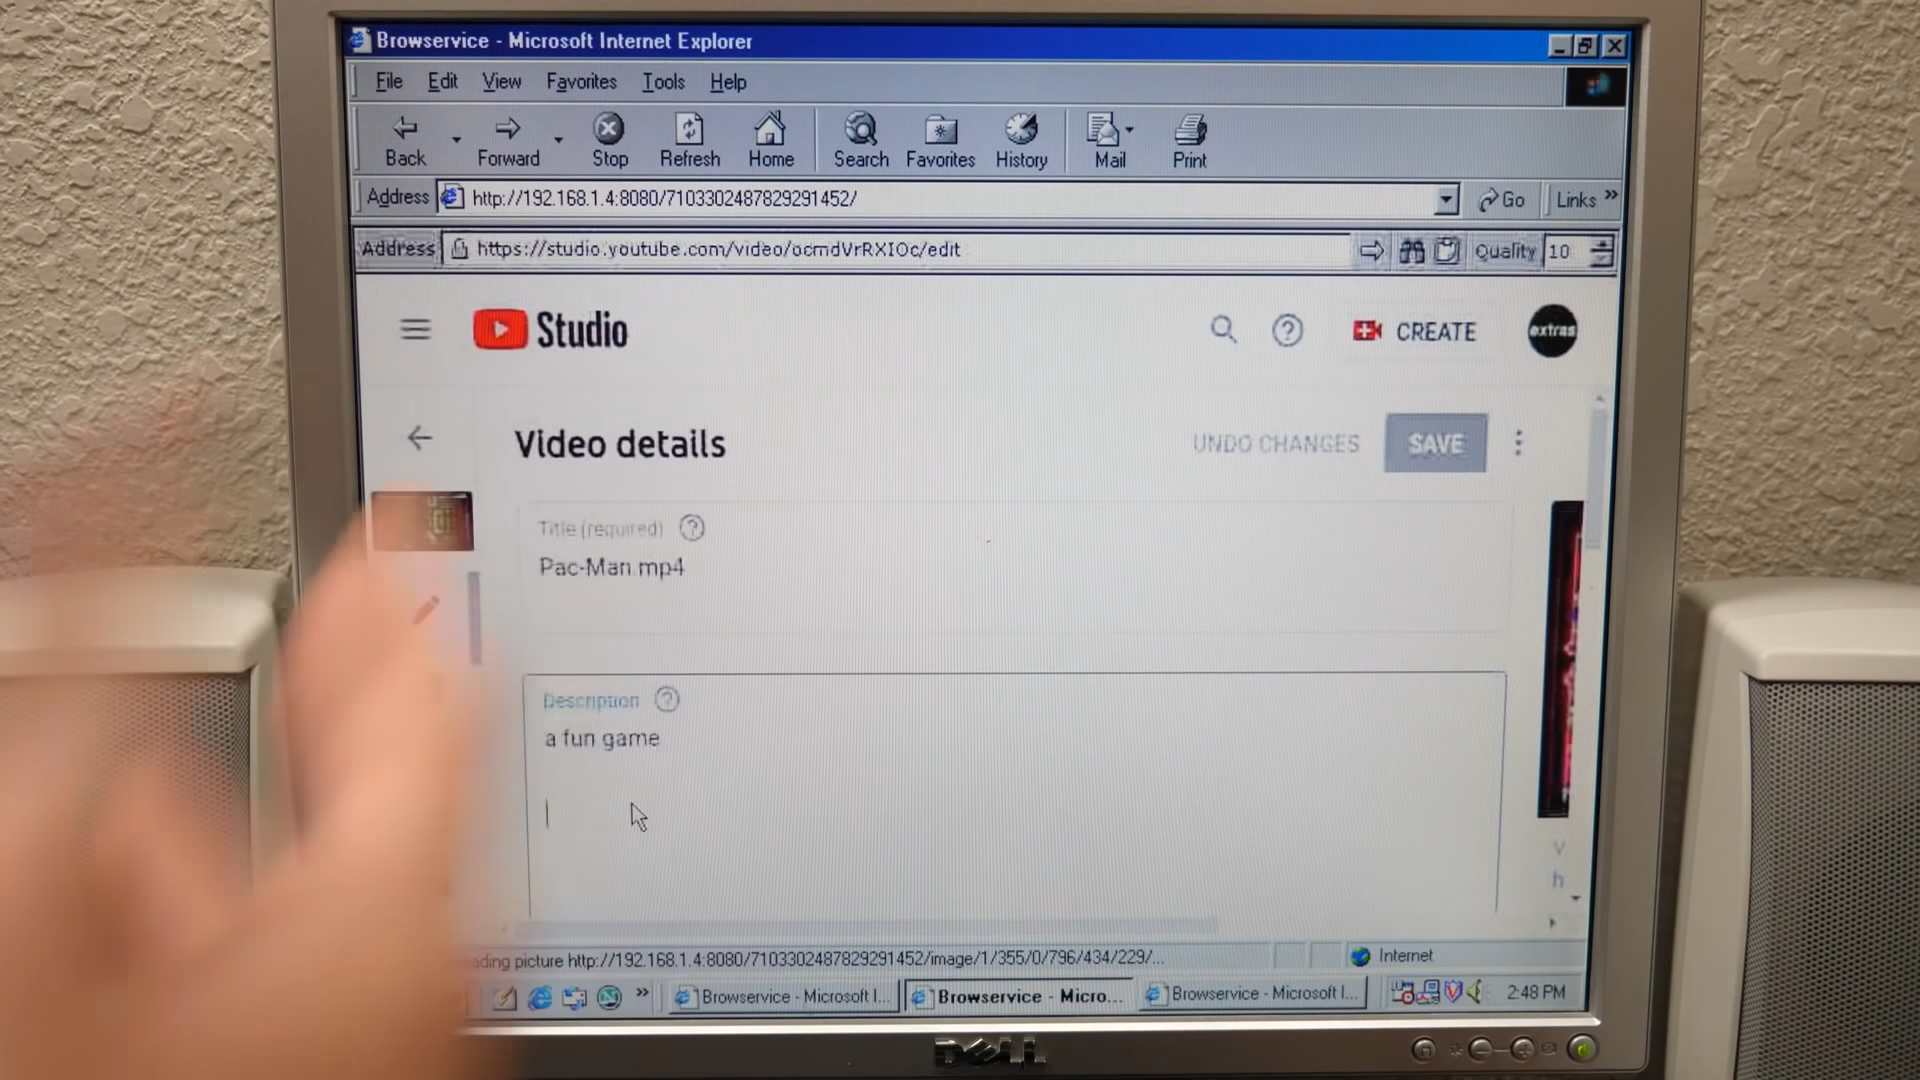 Browservice - Microsoft Internet Explorer
File Edit View Favorites Tools Help
Back Forward Stop Refresh Home Search Favorites History Mail Print
Address http://192.168.1.4:8080/7103302487829291452/ Go Links »
Address https://studio.youtube.com/video/ocmdVrRXIOc/edit Quality 10
Studio CREATE extras
Video details UNDO CHANGES SAVE
Title (required)
Pac-Man.mp4
Description
a fun game
V
h
ading picture http://192.168.1.4:8080/7103302487829291452/image/1/355/0/796/434/229/... Internet
» Browservice - Microsoft I... Browservice - Micro... Browservice - Microsoft I... 2:48 PM
DELL